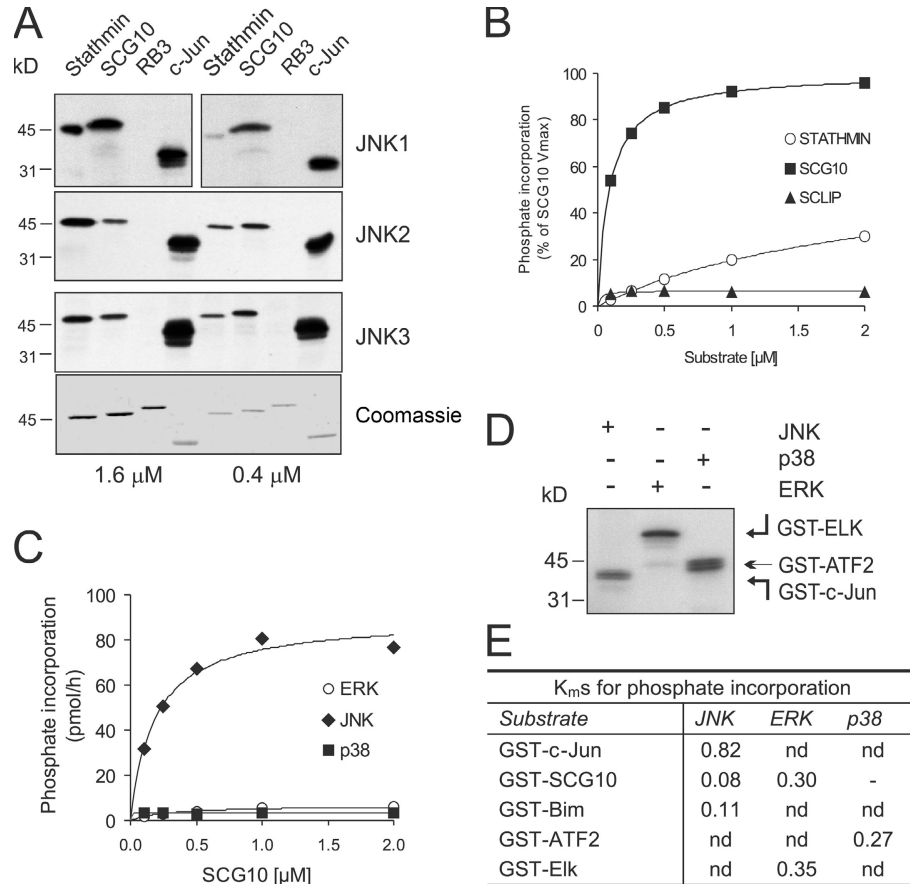 A
Stathmin SCG10 RB3 c-Jun Stathmin SCG10 RB3 c-Jun
kD
45
31
JNK1
45
31
JNK2
45
31
JNK3
45
Coomassie
1.6 µM 0.4 µM
B
Phosphate incorporation
(% of SCG10 Vmax)
100
80
60
40
20
0
0 0.5 1 1.5 2
Substrate [µM]
STATHMIN
SCG10
SCLIP
C
Phosphate incorporation
(pmol/h)
100
80
60
40
20
0
0.0 0.5 1.0 1.5 2.0
SCG10 [µM]
ERK
JNK
p38
D
+ - - JNK
- - + p38
- + - ERK
kD
45
31
GST-ELK
GST-ATF2
GST-c-Jun
E
Kms for phosphate incorporation
Substrate JNK ERK p38
GST-c-Jun 0.82 nd nd
GST-SCG10 0.08 0.30 -
GST-Bim 0.11 nd nd
GST-ATF2 nd nd 0.27
GST-Elk nd 0.35 nd